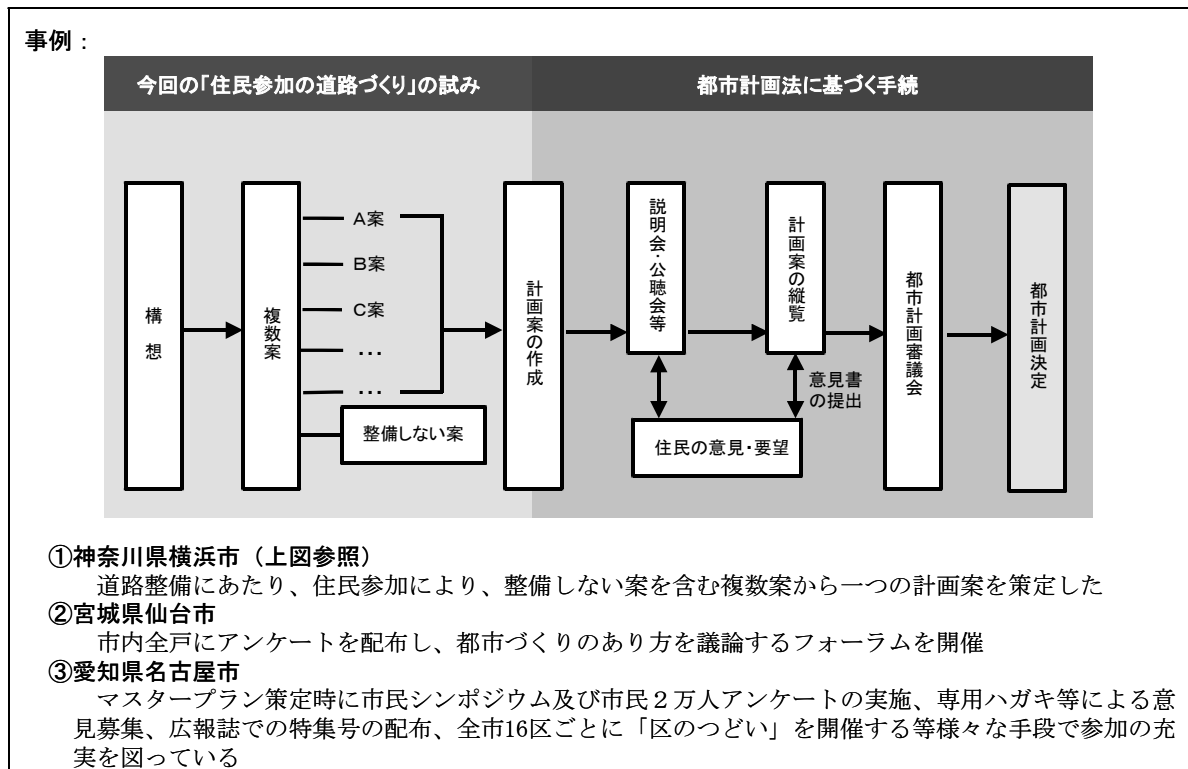 事例：
今回の「住民参加の道路づくり」の試み
都市計画法に基づく手続
構想
複数案
A案
B案
C案
…
…
整備しない案
計画案の作成
説明会・公聴会等
計画案の縦覧
意見書
の提出
住民の意見・要望
都市計画審議会
都市計画決定
①神奈川県横浜市（上図参照）
道路整備にあたり、住民参加により、整備しない案を含む複数案から一つの計画案を策定した
②宮城県仙台市
市内全戸にアンケートを配布し、都市づくりのあり方を議論するフォーラムを開催
③愛知県名古屋市
マスタープラン策定時に市民シンポジウム及び市民２万人アンケートの実施、専用ハガキ等による意
見募集、広報誌での特集号の配布、全市16区ごとに「区のつどい」を開催する等様々な手段で参加の充
実を図っている